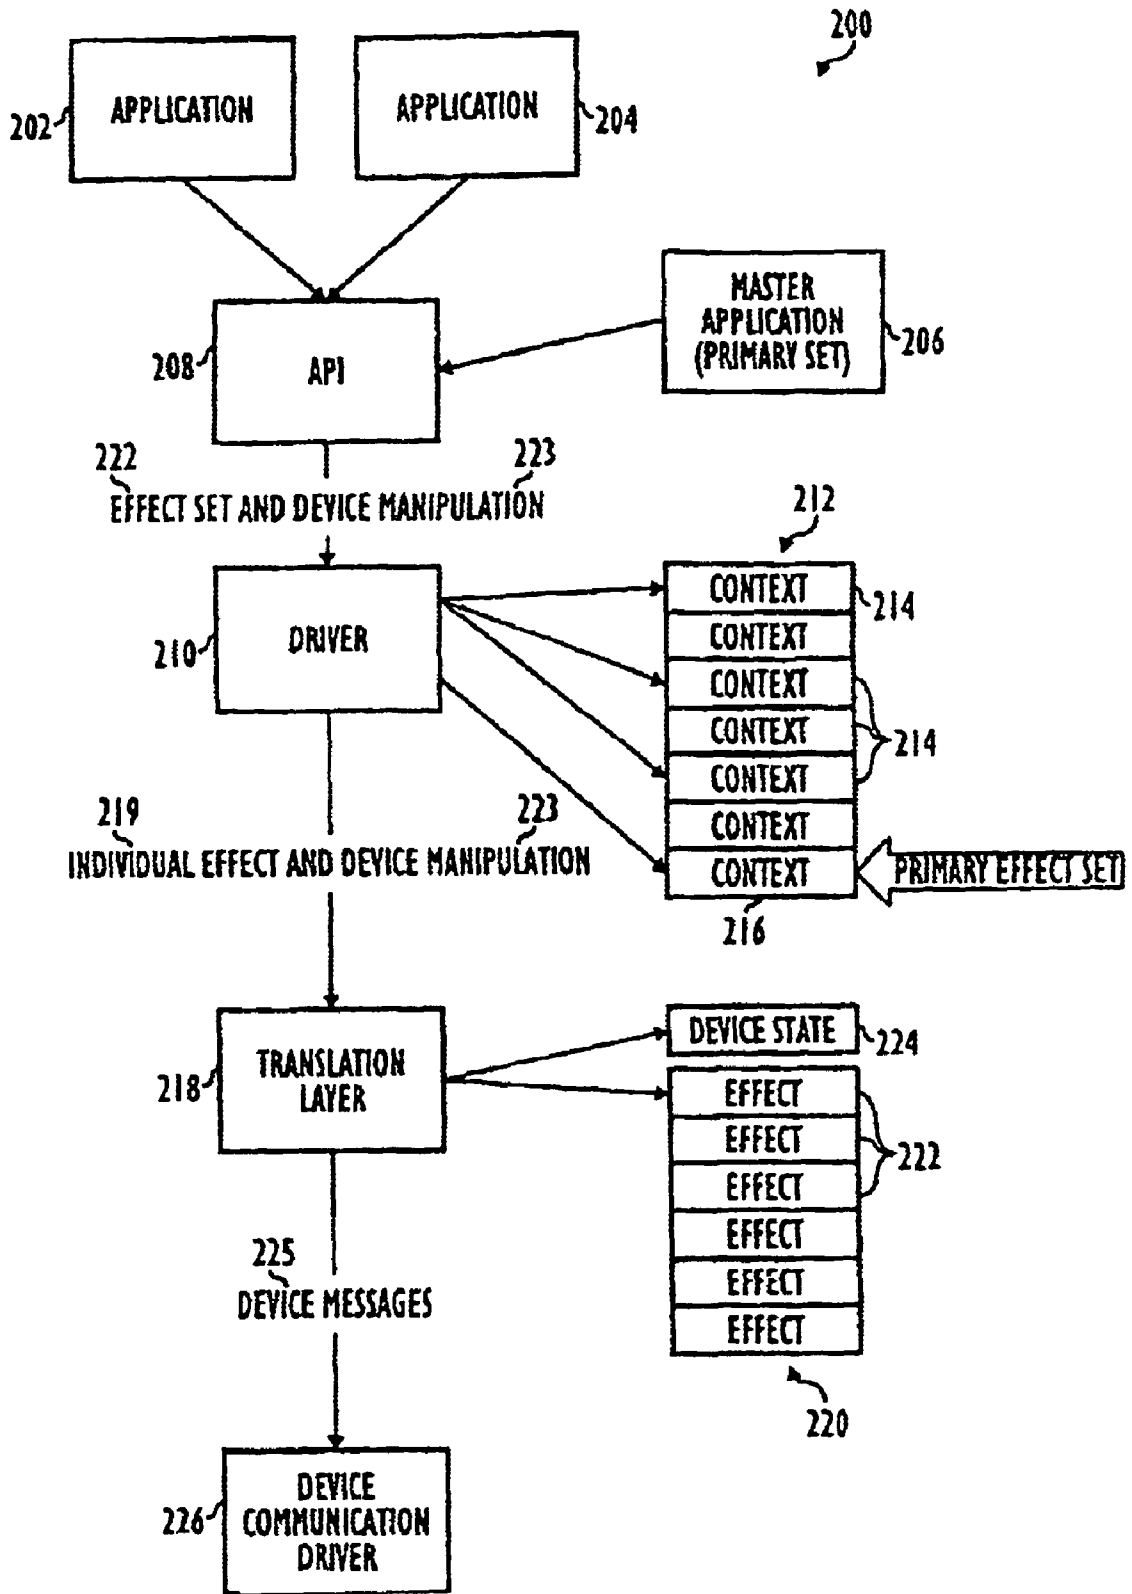 200
APPLICATION
202
APPLICATION
204
MASTER
APPLICATION
(PRIMARY SET)
206
API
208
222
223
EFFECT SET AND DEVICE MANIPULATION
212
DRIVER
210
CONTEXT
214
CONTEXT
CONTEXT
CONTEXT
214
CONTEXT
CONTEXT
CONTEXT
PRIMARY EFFECT SET
216
219
223
INDIVIDUAL EFFECT AND DEVICE MANIPULATION
TRANSLATION
LAYER
218
DEVICE STATE
224
EFFECT
EFFECT
222
EFFECT
EFFECT
EFFECT
EFFECT
220
225
DEVICE MESSAGES
DEVICE
COMMUNICATION
DRIVER
226